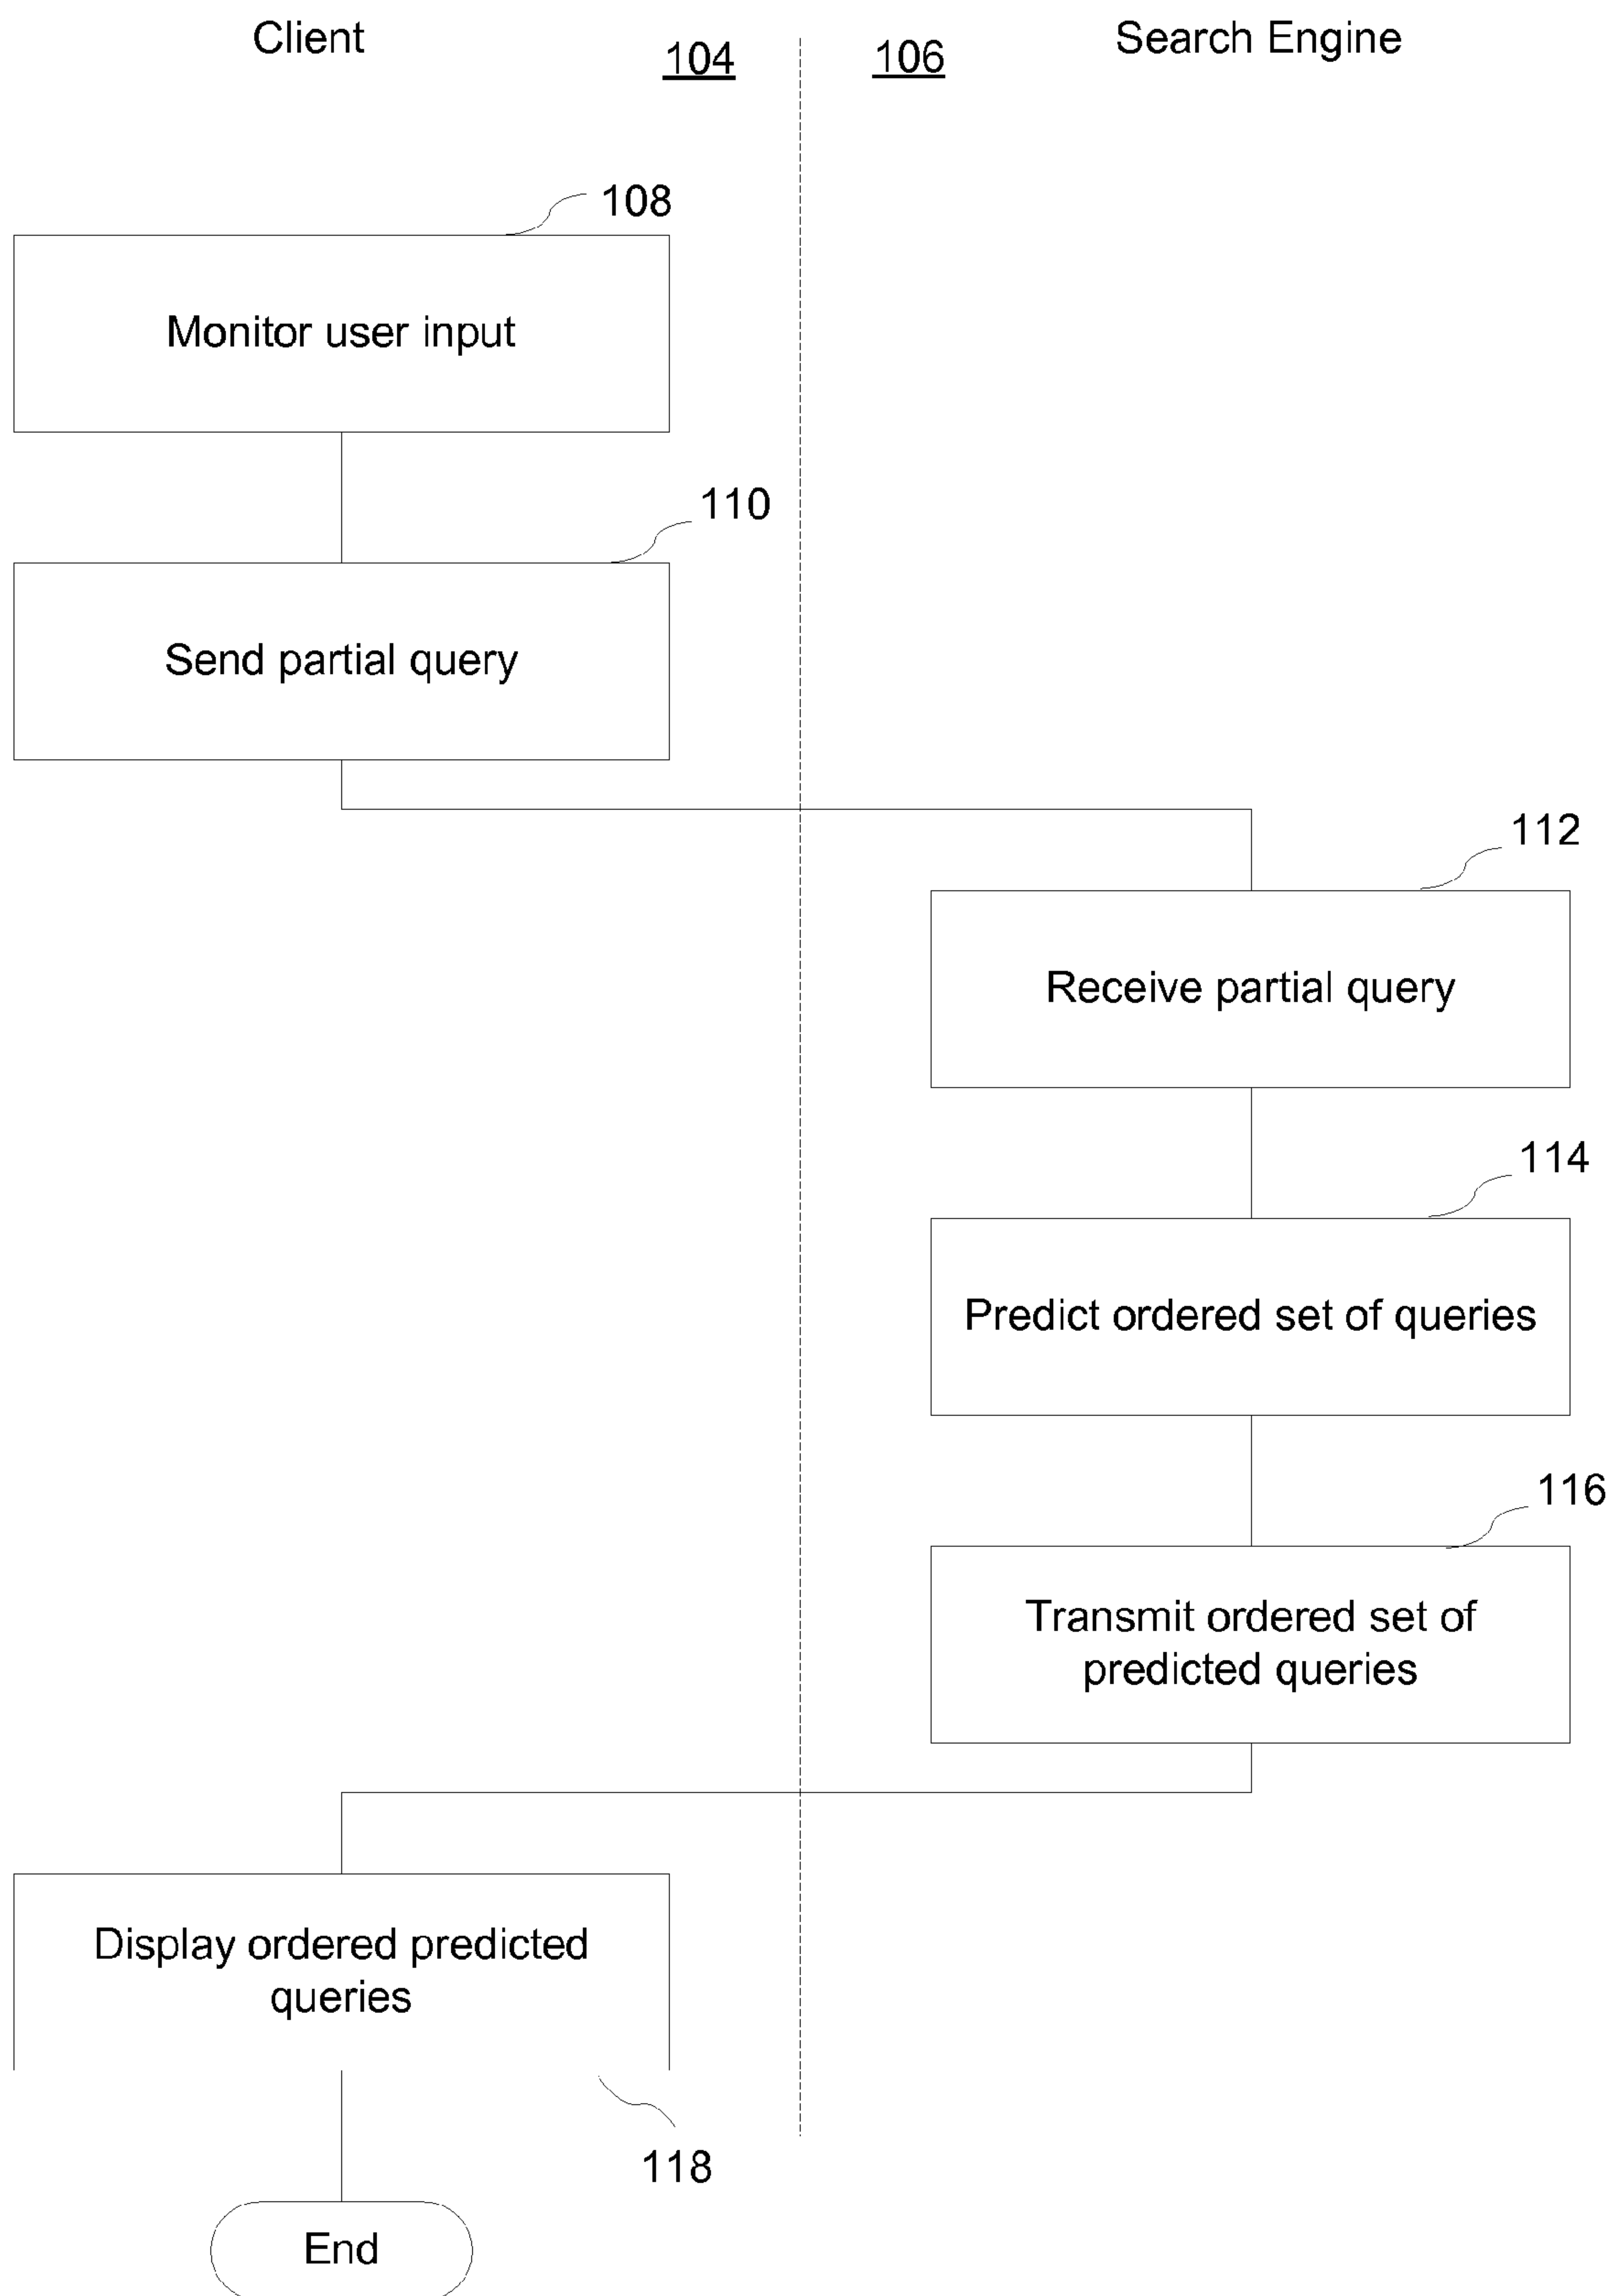 Client
104
106
Search Engine
108
Monitor user input
110
Send partial query
112
Receive partial query
114
Predict ordered set of queries
116
Transmit ordered set of
predicted queries
Display ordered predicted
queries
118
End